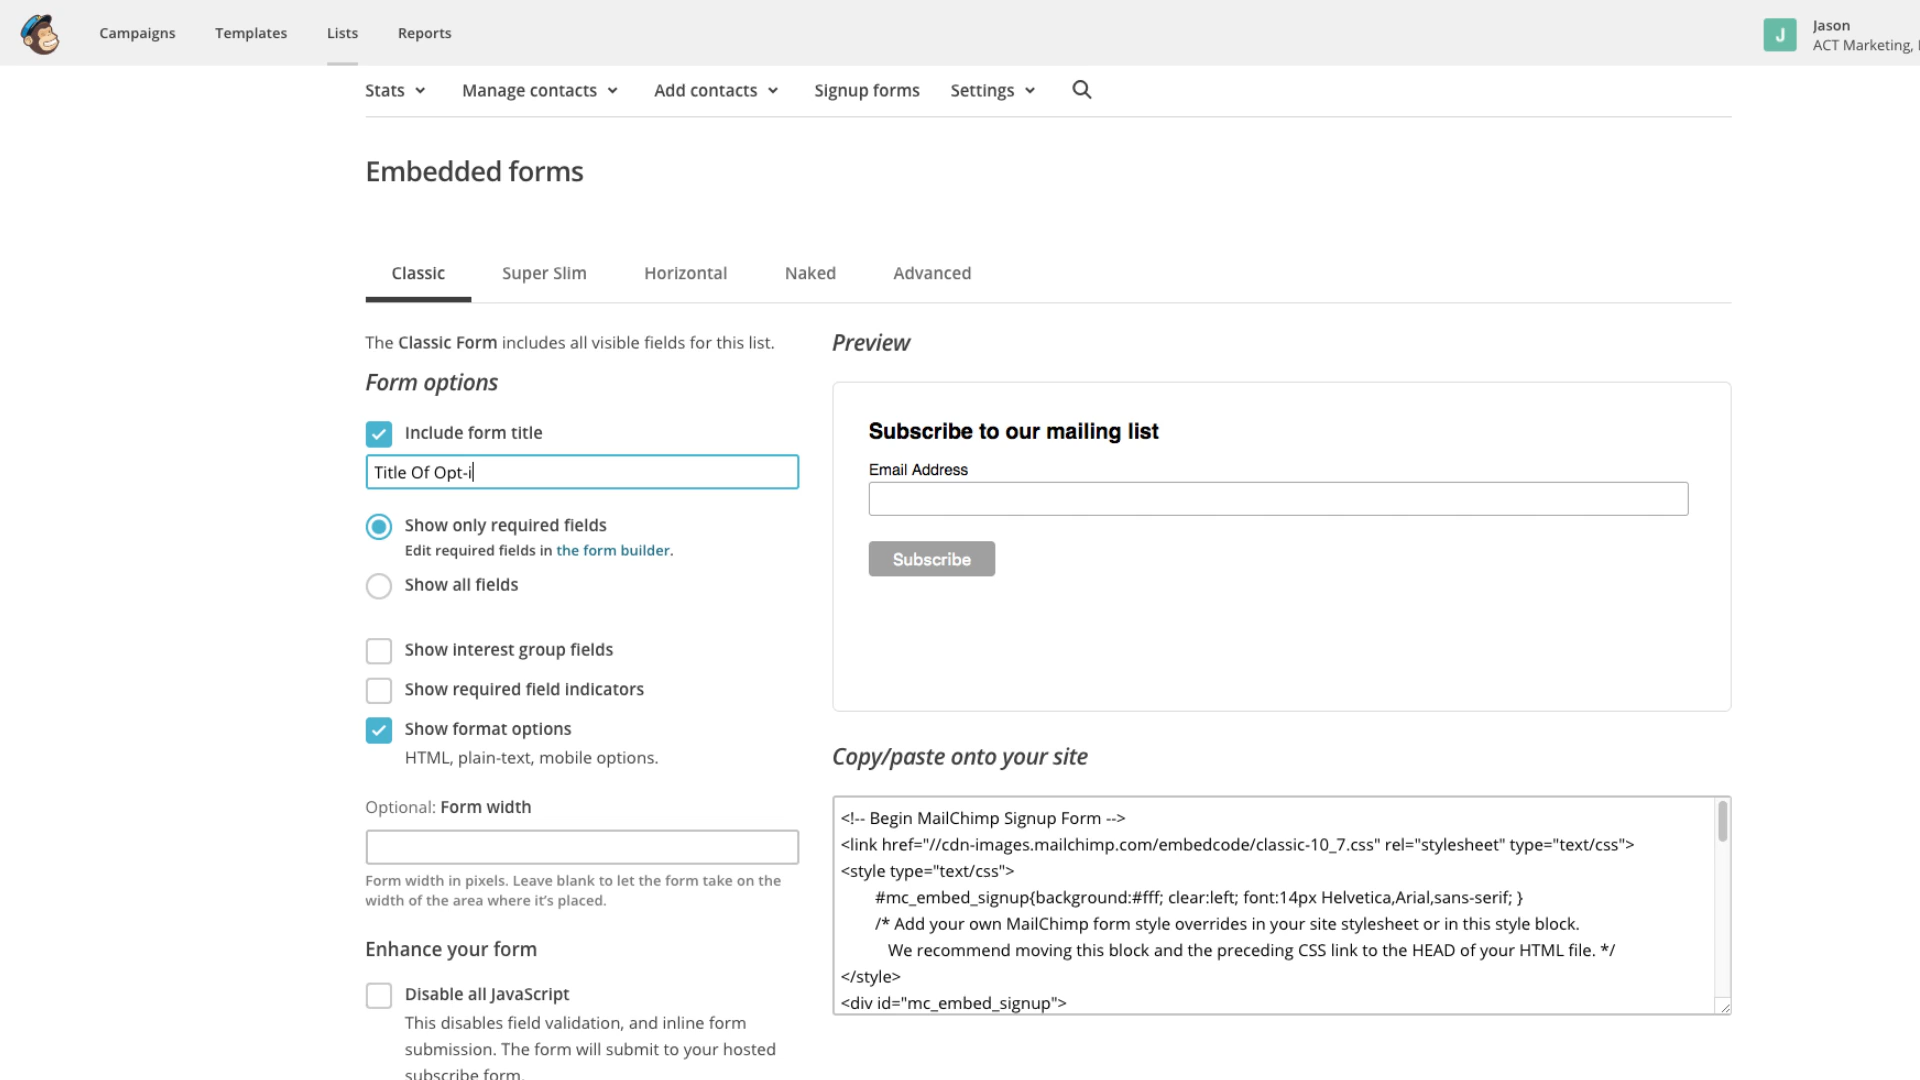 Campaigns Templates Lists Reports
J
Jason
ACT Marketing,
Stats Manage contacts Add contacts Signup forms Settings
Embedded forms
Classic Super Slim Horizontal Naked Advanced
The Classic Form includes all visible fields for this list.
Form options
Include form title
Title Of Opt-i
Show only required fields
Edit required fields in the form builder.
Show all fields
Show interest group fields
Show required field indicators
Show format options
HTML, plain-text, mobile options.
Optional: Form width
Form width in pixels. Leave blank to let the form take on the
width of the area where it’s placed.
Enhance your form
Disable all JavaScript
This disables field validation, and inline form
submission. The form will submit to your hosted
subscribe form.
Preview
Subscribe to our mailing list
Email Address
Subscribe
Copy/paste onto your site
<!-- Begin MailChimp Signup Form -->
<link href="//cdn-images.mailchimp.com/embedcode/classic-10_7.css" rel="stylesheet" type="text/css">
<style type="text/css">
#mc_embed_signup{background:#fff; clear:left; font:14px Helvetica,Arial,sans-serif; }
/* Add your own MailChimp form style overrides in your site stylesheet or in this style block.
We recommend moving this block and the preceding CSS link to the HEAD of your HTML file. */
</style>
<div id="mc_embed_signup">